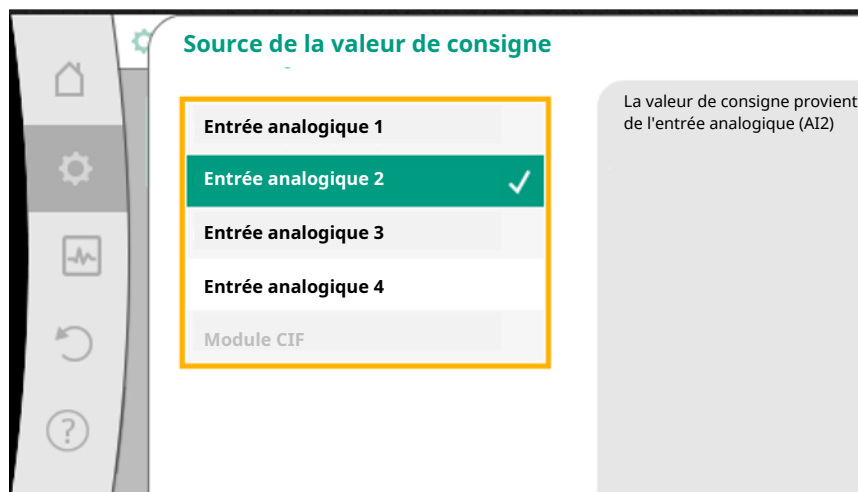 Source de la valeur de consigne
Entrée analogique 1
Entrée analogique 2
Entrée analogique 3
Entrée analogique 4
Module CIF
La valeur de consigne provient
de l'entrée analogique (AI2)
?